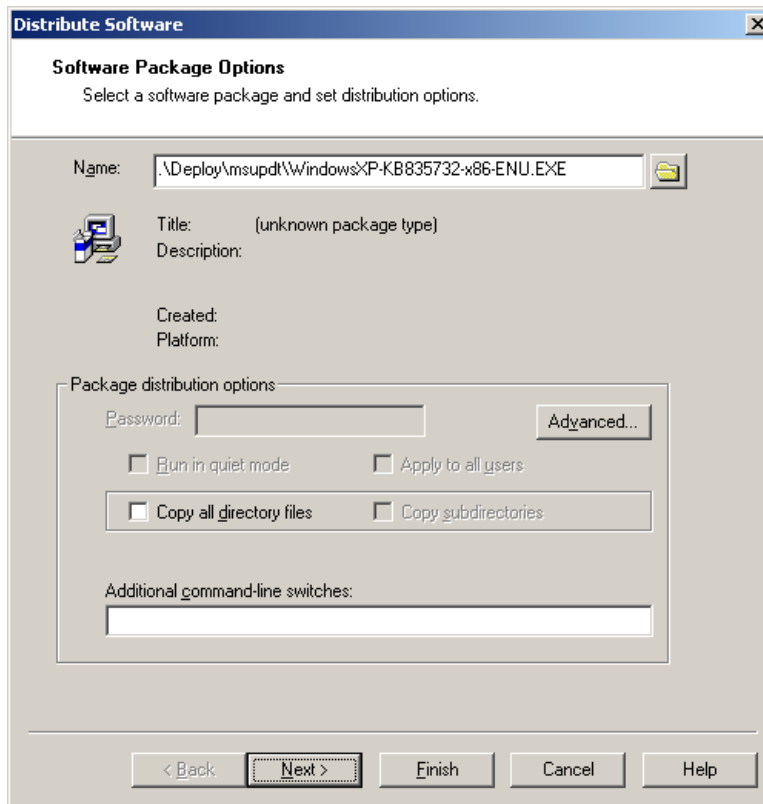 Distribute Software
Software Package Options
Select a software package and set distribution options.
Name: .\Deploy\msupdt\WindowsXP-KB835732-x86-ENU.EXE
Title: (unknown package type)
Description:
Created:
Platform:
Package distribution options
Password: Advanced...
Run in quiet mode Apply to all users
Copy all directory files Copy subdirectories
Additional command-line switches:
< Back Next > Finish Cancel Help